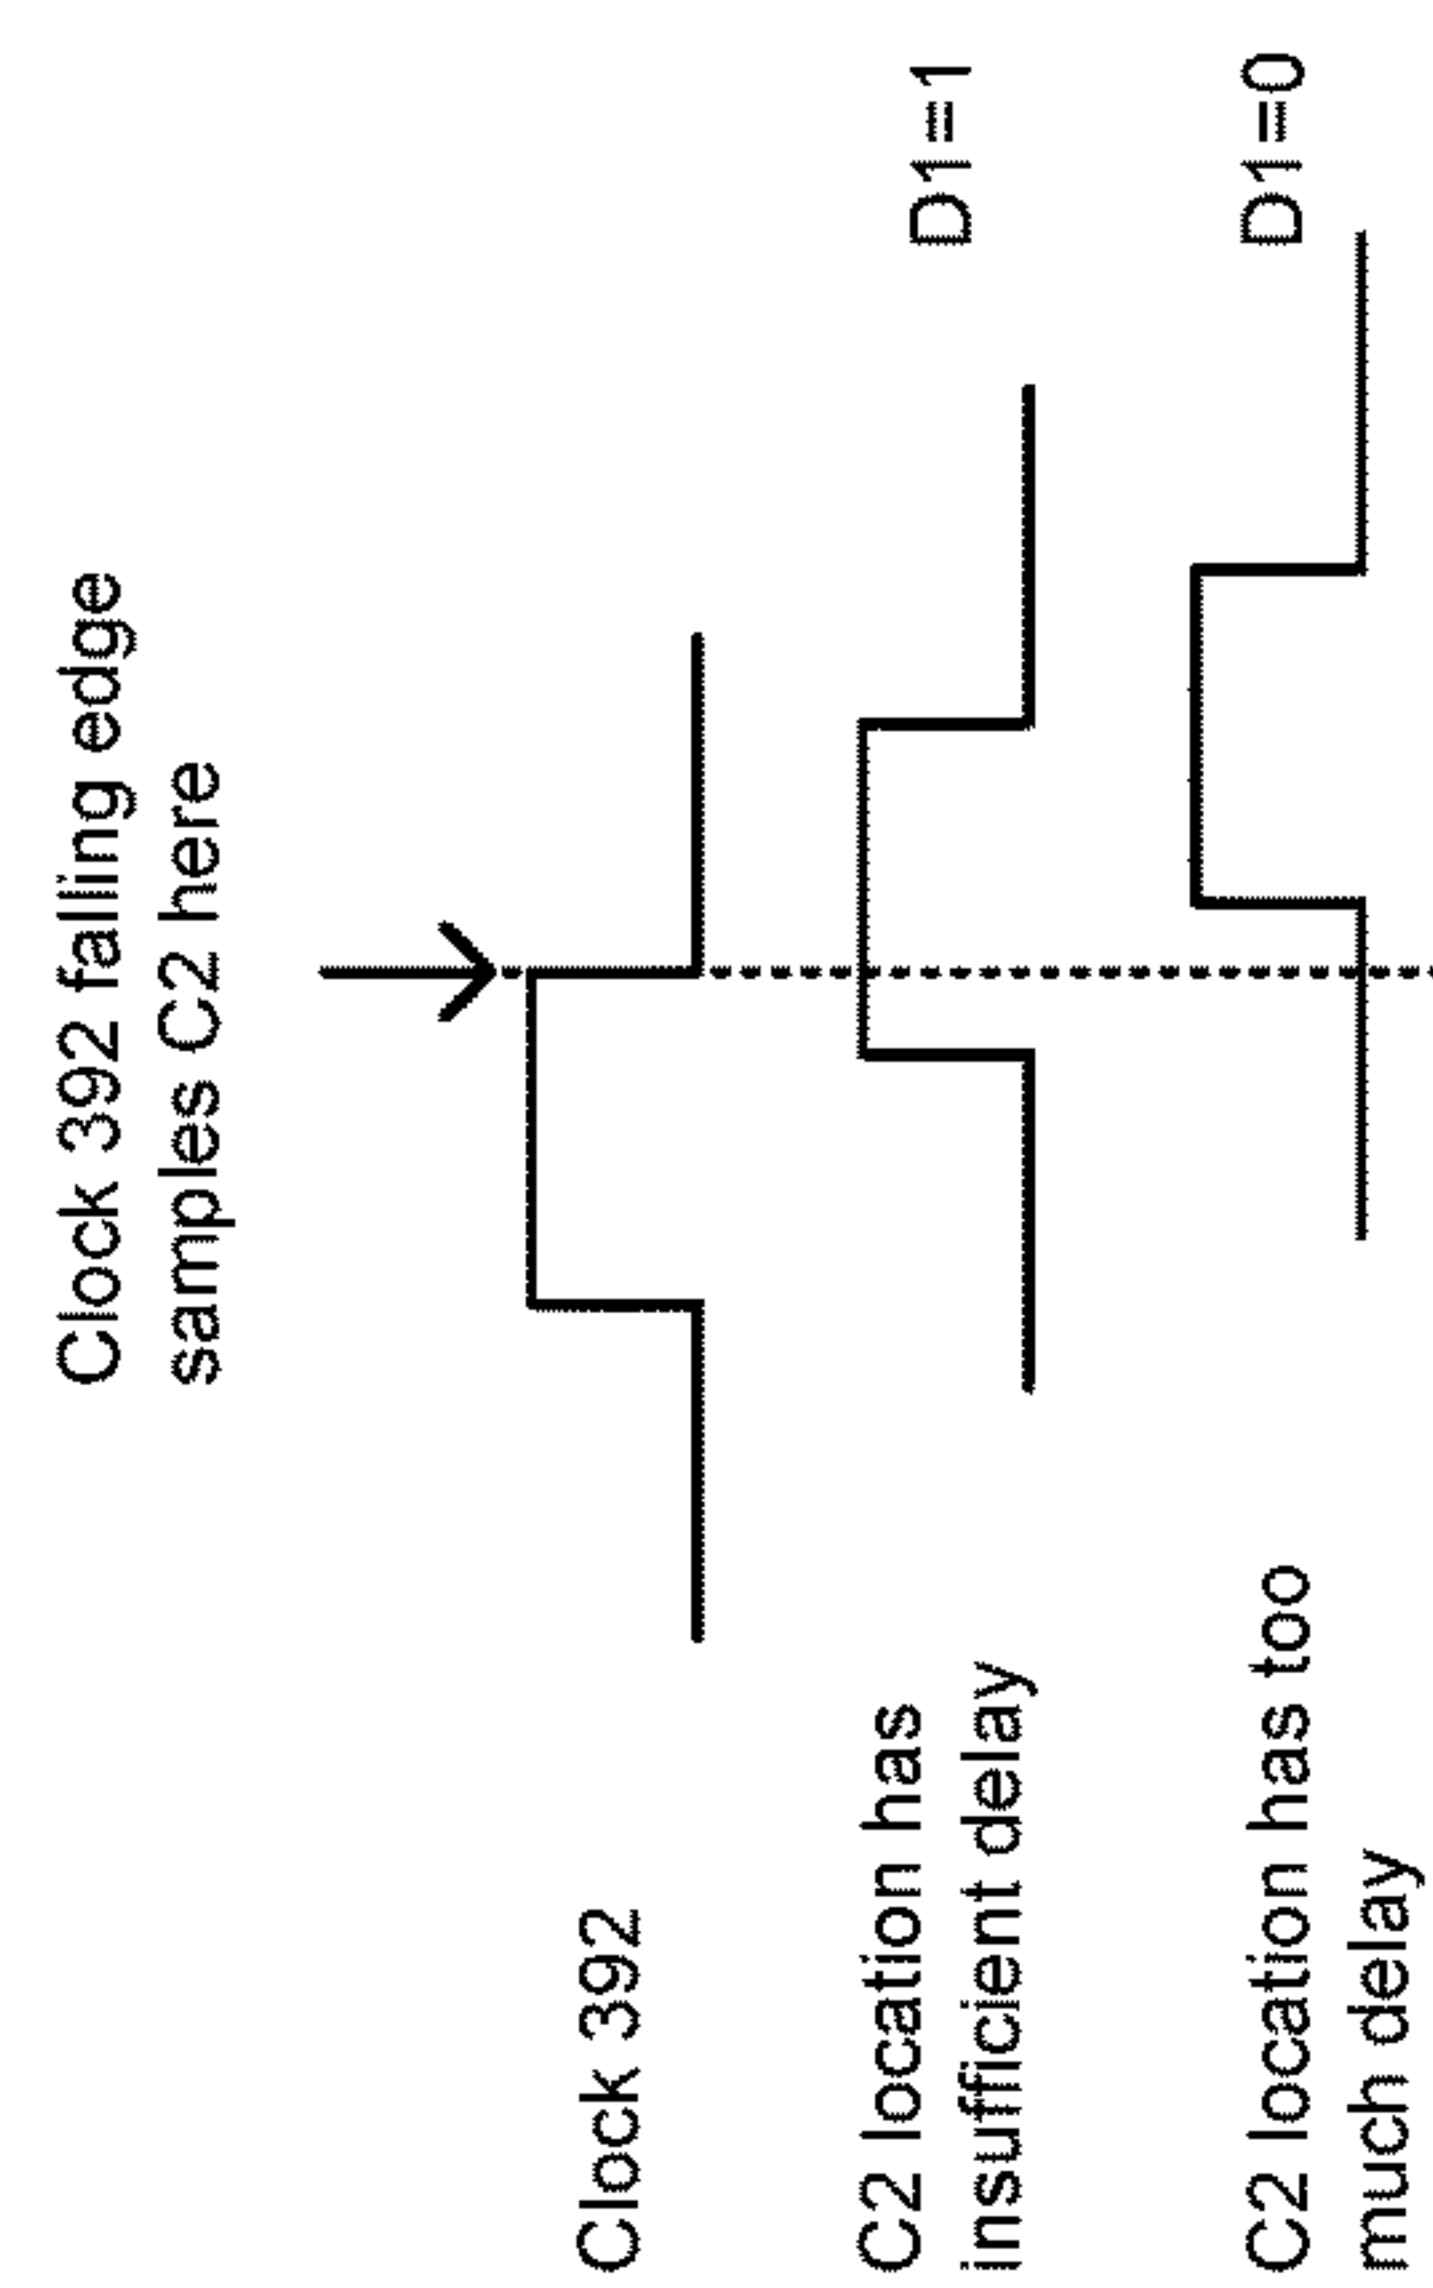 Clock 392 falling edge
samples C2 here
Clock 392
C2 location has
insufficient delay
D1=1
C2 location has too
much delay
D1=0